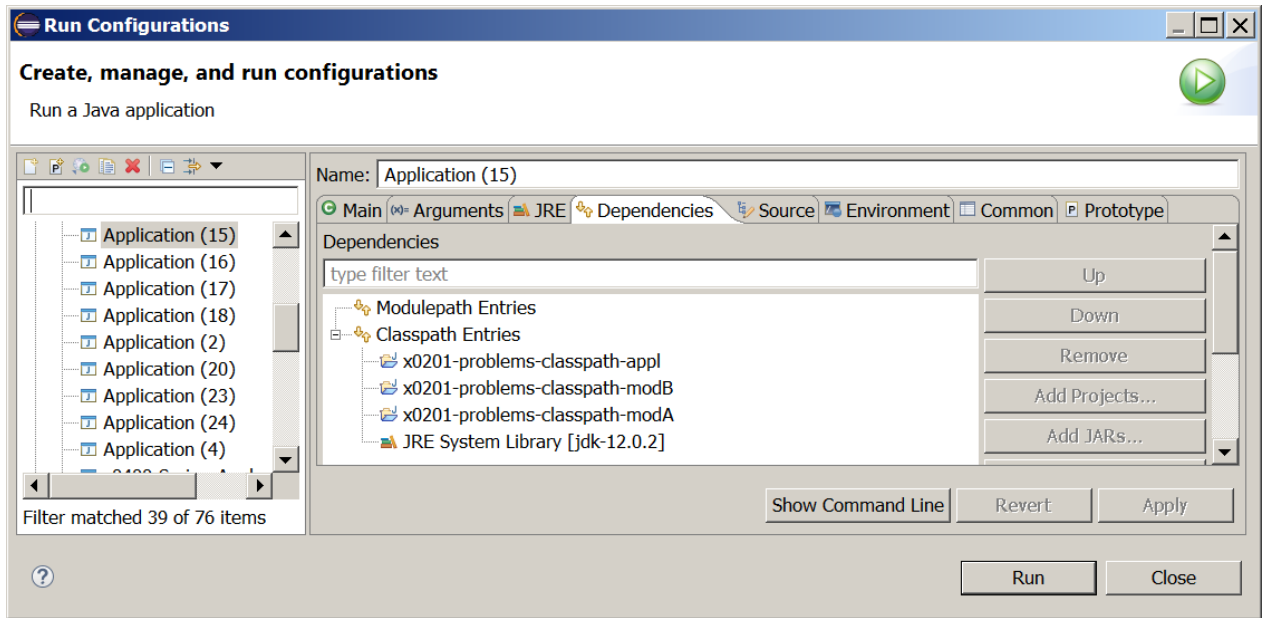 Run Configurations
Create, manage, and run configurations
Run a Java application
Name: Application (15)
Main Arguments JRE Dependencies Source Environment Common Prototype
Application (15)
Application (16)
Application (17)
Application (18)
Application (2)
Application (20)
Application (23)
Application (24)
Application (4)
Filter matched 39 of 76 items
Dependencies
type filter text
Modulepath Entries
Classpath Entries
x0201-problems-classpath-appl
x0201-problems-classpath-modB
x0201-problems-classpath-modA
JRE System Library [jdk-12.0.2]
Up
Down
Remove
Add Projects...
Add JARs...
Show Command Line Revert Apply
Run Close